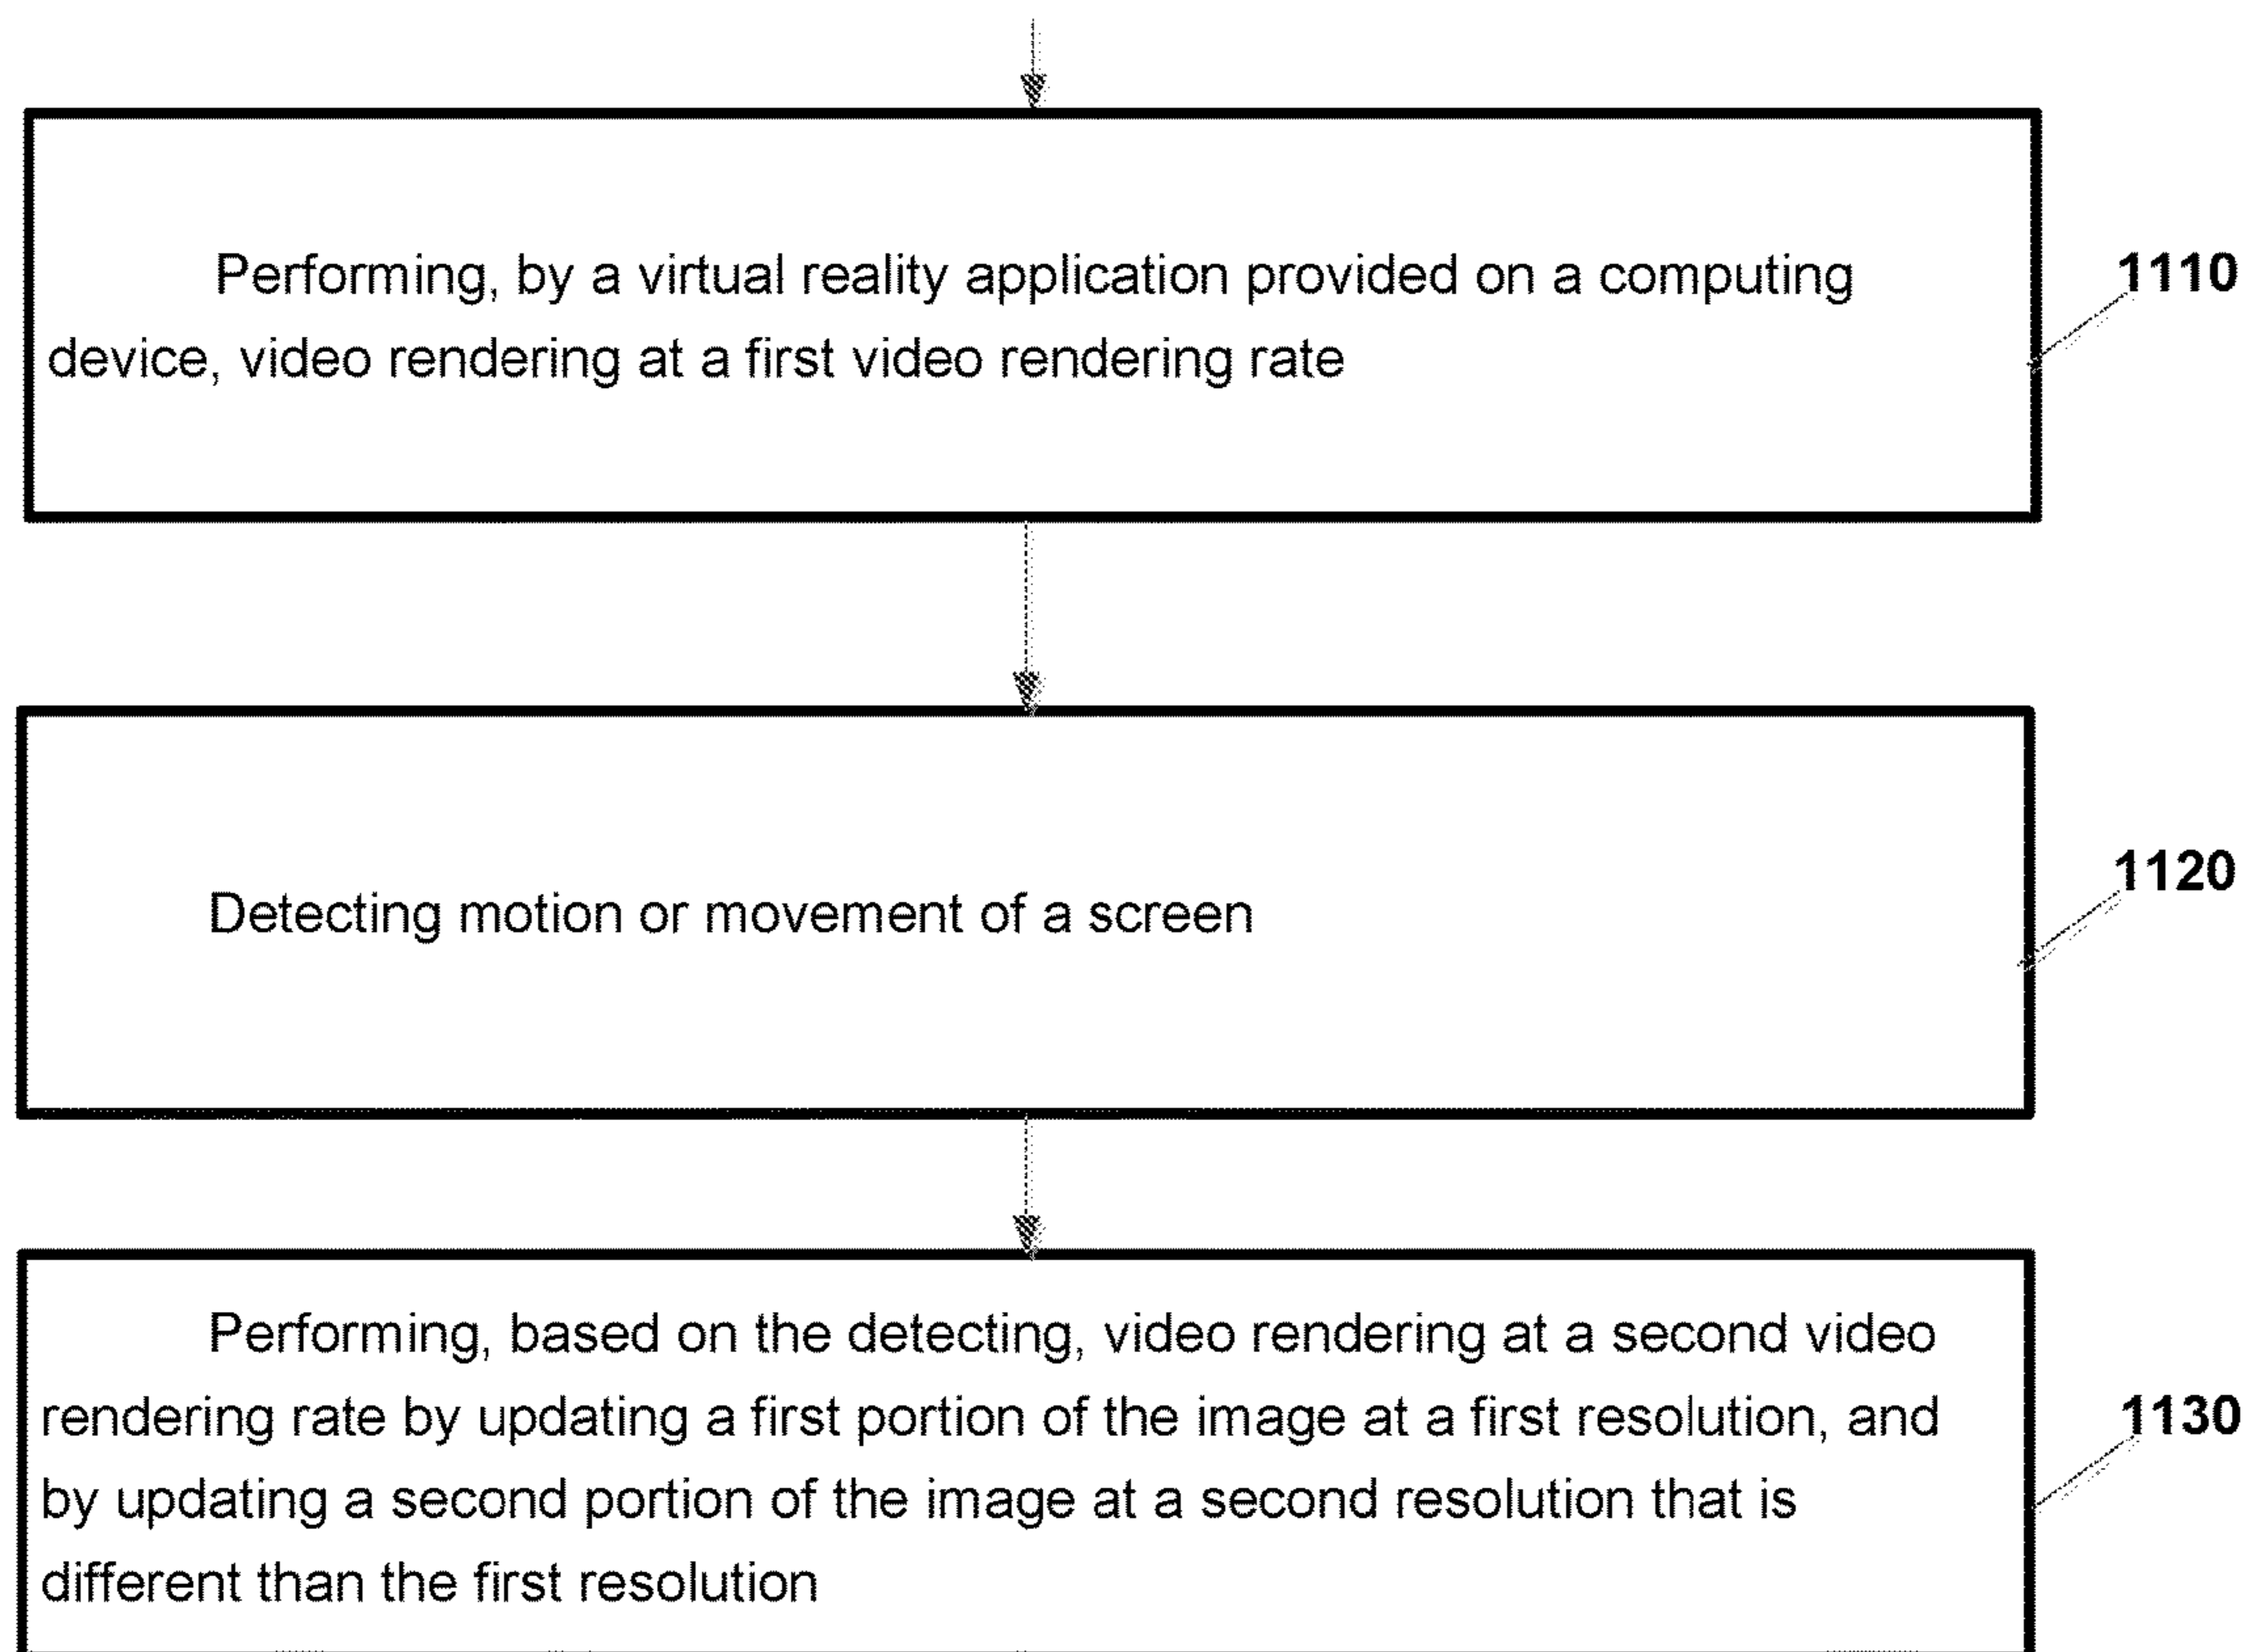 Performing, by a virtual reality application provided on a computing
device, video rendering at a first video rendering rate
1110
Detecting motion or movement of a screen
1120
Performing, based on the detecting, video rendering at a second video
rendering rate by updating a first portion of the image at a first resolution, and
by updating a second portion of the image at a second resolution that is
different than the first resolution
1130